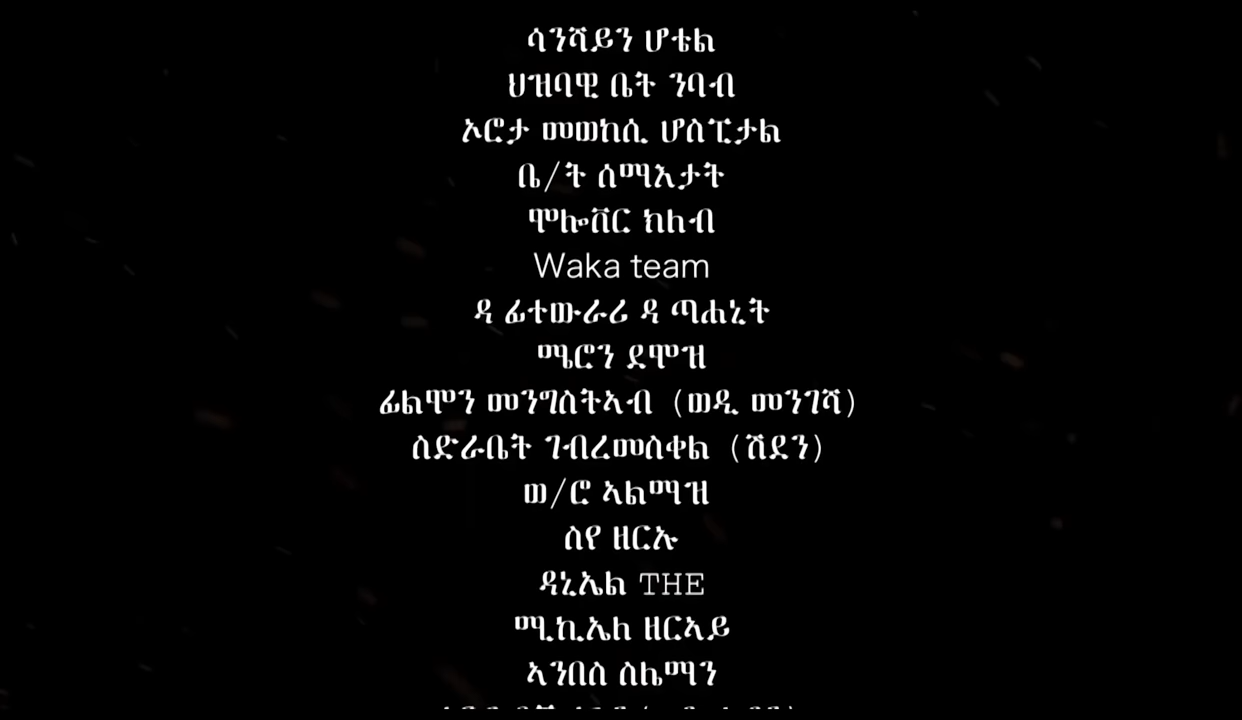 ሳንሻይን ሆቴል
ህዝባዊ ቤት ንባብ
ኦሮታ መወከሲ ሆስፒታል
ቤ/ት ሰማእታት
ሞሎቨር ክለብ
Waka team
ዳ ፊተውራሪ ዳ ጣሐኒት
ሜሮን ደሞዝ
ፊልሞን መንግስትኣብ (ወዲ መንገሻ)
ስድራቤት ገብረመስቀል (ሽደን)
ወ/ሮ ኣልማዝ
ስየ ዘርኡ
ዳኒኤል THE
ሚኪኤለ ዘርኣይ
ኣንበስ ስሌማን